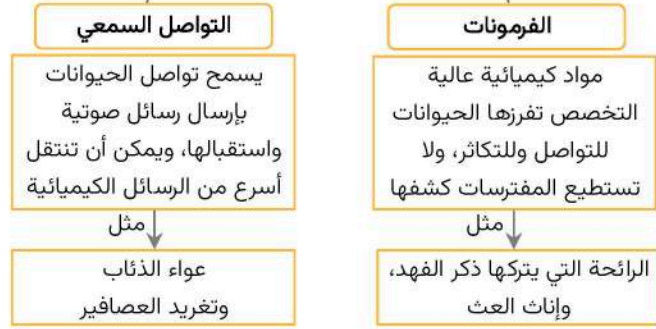 الفرمونات
مواد كيميائية عالية
التخصص تفرزها الحيوانات
للتواصل وللتكاثر، ولا
تستطيع المفترسات كشفها
مثل
الرائحة التي يتركها ذكر الفهد،
وإناث العث
التواصل السمعي
يسمح تواصل الحيوانات
بإرسال رسائل صوتية
واستقبالها، ويمكن أن تنتقل
أسرع من الرسائل الكيميائية
مثل
عواء الذئاب
وتغريد العصافير